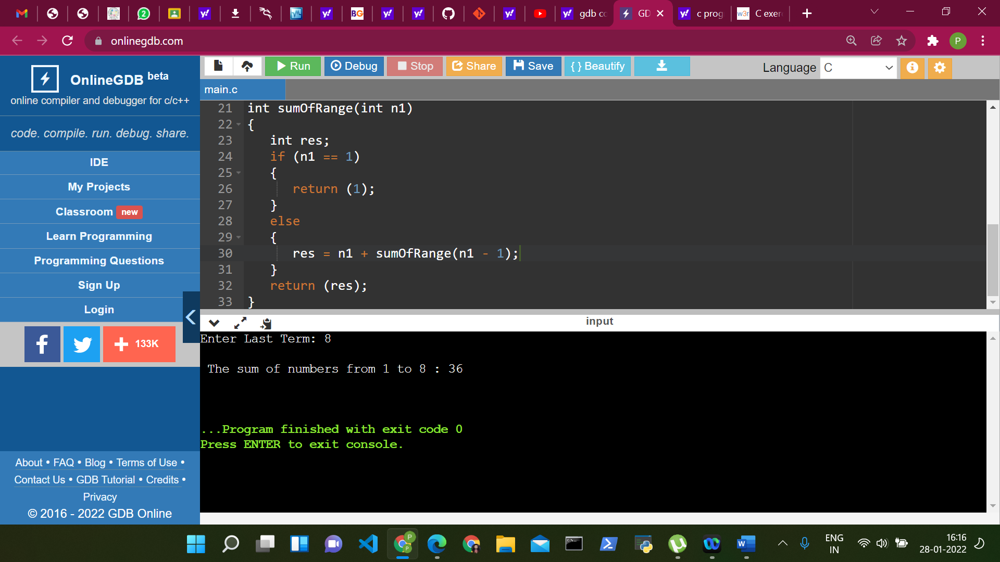 gdb co
GD
c prog
w3r
C exer
onlinegdb.com
P
OnlineGDB beta
online compiler and debugger for c/c++
code. compile. run. debug. share.
IDE
My Projects
Classroom new
Learn Programming
Programming Questions
Sign Up
Login
133K
About • FAQ • Blog • Terms of Use •
Contact Us • GDB Tutorial • Credits •
Privacy
© 2016 - 2022 GDB Online
Run
Debug
Stop
Share
Save
{ } Beautify
Language C
main.c
21 int sumOfRange(int n1)
22 {
23 int res;
24 if (n1 == 1)
25 {
26 return (1);
27 }
28 else
29 {
30 res = n1 + sumOfRange(n1 - 1);
31 }
32 return (res);
33 }
input
Enter Last Term: 8
The sum of numbers from 1 to 8 : 36
...Program finished with exit code 0
Press ENTER to exit console.
ENG
IN
16:16
28-01-2022